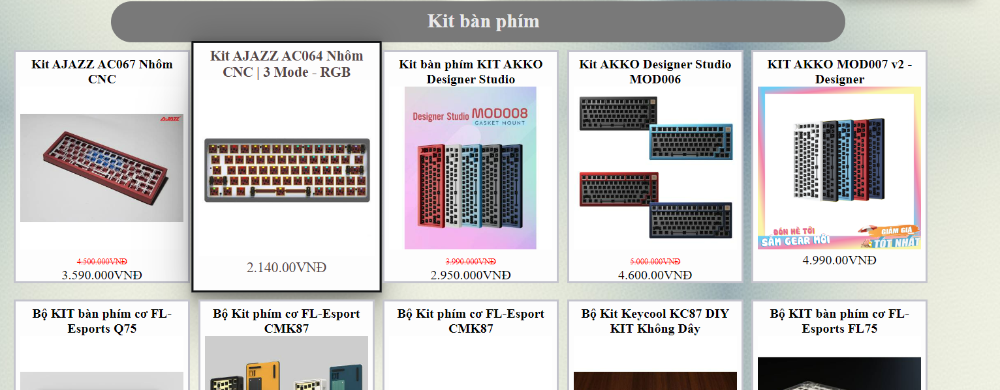 Kit bàn phím
Kit AJAZZ AC067 Nhôm
CNC
AJAZZ
4.500.000VNĐ
3.590.000VNĐ
Kit AJAZZ AC064 Nhôm
CNC | 3 Mode - RGB
2.140.00VNĐ
Kit bàn phím KIT AKKO
Designer Studio
Designer Studio MOD008
GASKET MOUNT
3.990.000VNĐ
2.950.000VNĐ
Kit AKKO Designer Studio
MOD006
5.000.000VNĐ
4.600.00VNĐ
KIT AKKO MOD007 v2 -
Designer
ĐÓN HÈ TỚI
SẮM GEAR MỚI
GIẢM GIÁ
TỐT NHẤT
4.990.00VNĐ
Bộ KIT bàn phím cơ FL-
Esports Q75
Bộ Kit phím cơ FL-Esport
CMK87
Bộ Kit phím cơ FL-Esport
CMK87
Bộ Kit Keycool KC87 DIY
KIT Không Dây
Bộ KIT bàn phím cơ FL-
Esports FL75